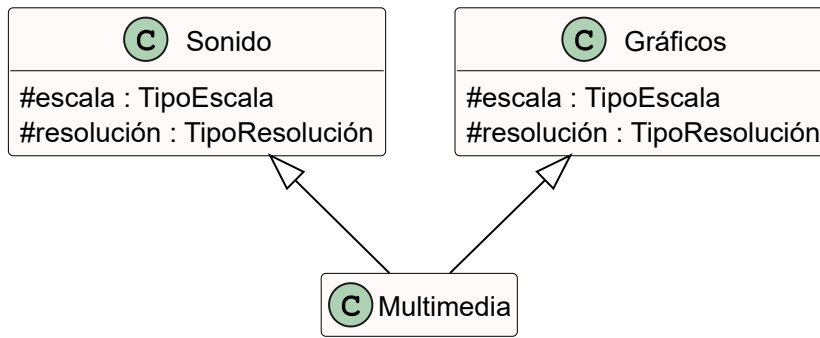 C Sonido
#escala : TipoEscala
#resolución : TipoResolución
C Gráficos
#escala : TipoEscala
#resolución : TipoResolución
C Multimedia